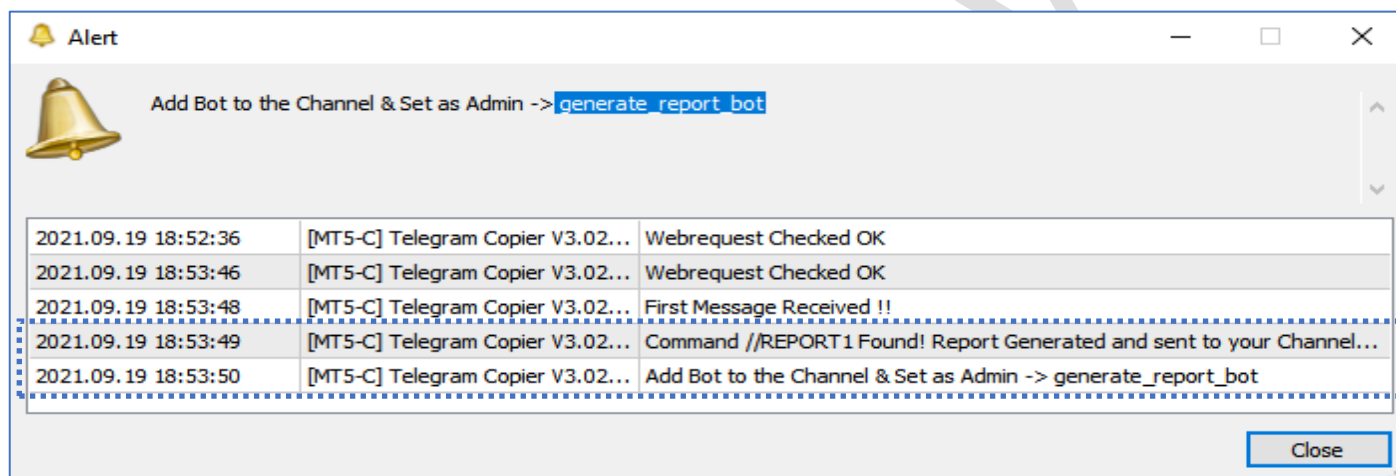 Alert
Add Bot to the Channel & Set as Admin -> generate_report_bot
2021.09.19 18:52:36 [MT5-C] Telegram Copier V3.02... Webrequest Checked OK
2021.09.19 18:53:46 [MT5-C] Telegram Copier V3.02... Webrequest Checked OK
2021.09.19 18:53:48 [MT5-C] Telegram Copier V3.02... First Message Received !!
2021.09.19 18:53:49 [MT5-C] Telegram Copier V3.02... Command //REPORT1 Found! Report Generated and sent to your Channel...
2021.09.19 18:53:50 [MT5-C] Telegram Copier V3.02... Add Bot to the Channel & Set as Admin -> generate_report_bot
Close